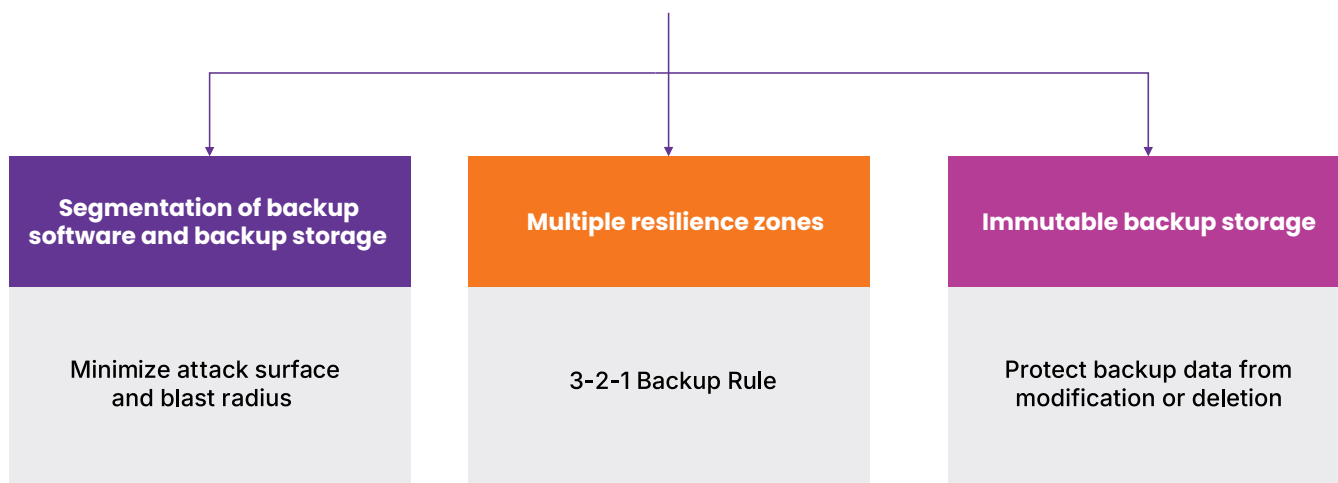 Segmentation of backup
software and backup storage
Minimize attack surface
and blast radius
Multiple resilience zones
3-2-1 Backup Rule
Immutable backup storage
Protect backup data from
modification or deletion